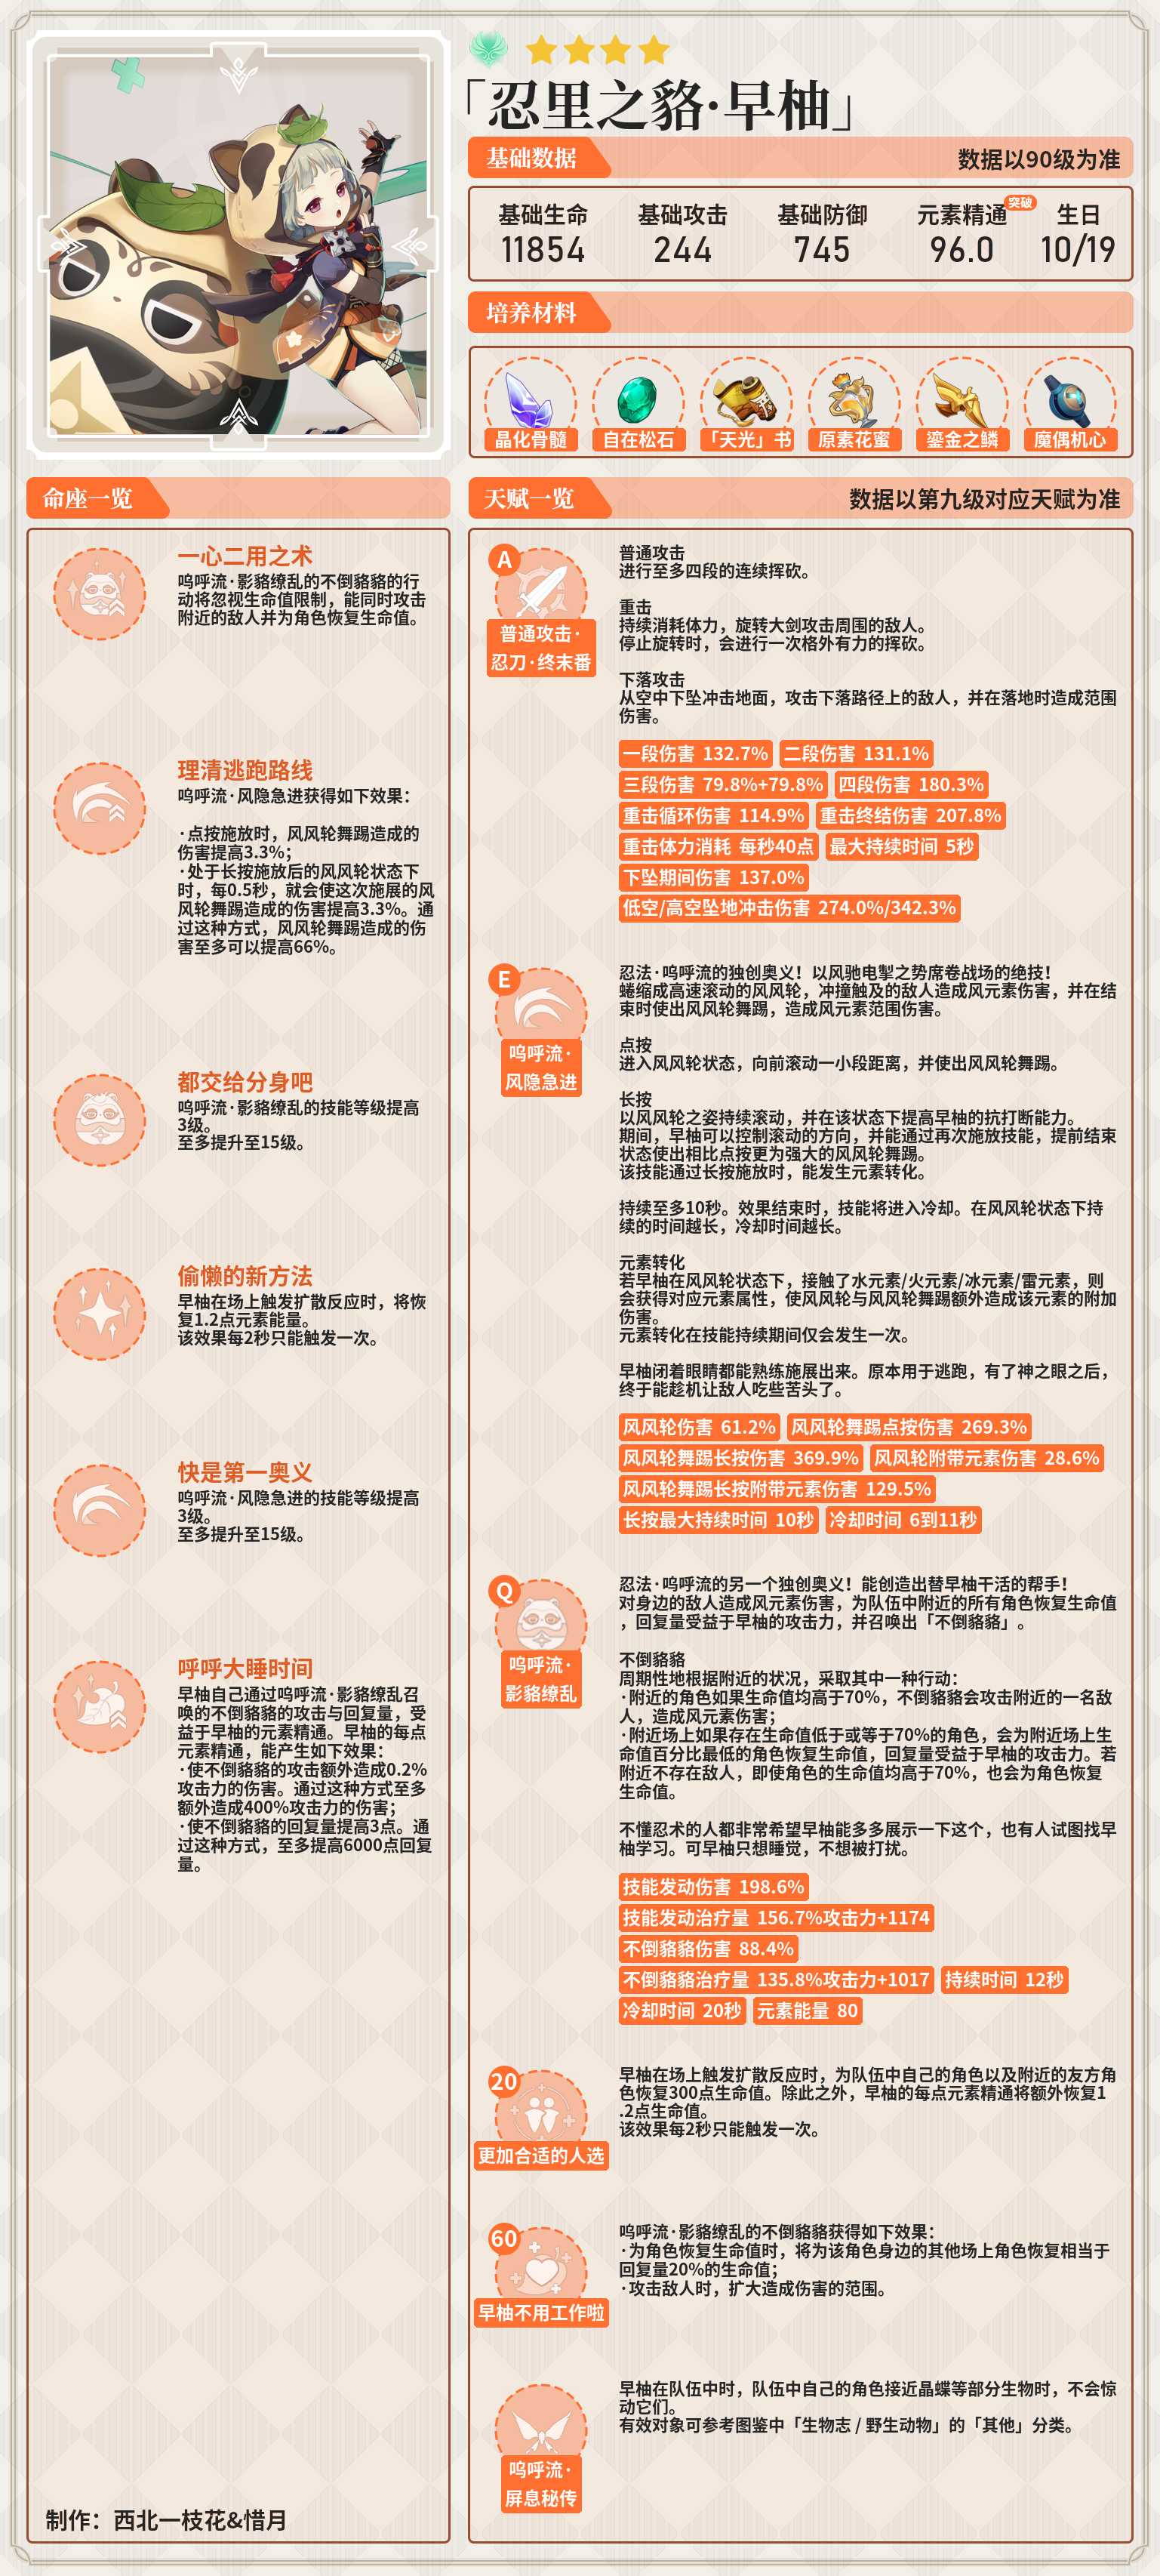 「忍里之貉·早柚」
基础数据
数据以90级为准
基础生命
11854
基础攻击
244
基础防御
745
元素精通
突破
96.0
生日
10/19
培养材料
晶化骨髓
自在松石
「天光」书
原素花蜜
鎏金之鳞
魔偶机心
命座一览
一心二用之术
呜呼流·影貉缭乱的不倒貉貉的行
动将忽视生命值限制，能同时攻击
附近的敌人并为角色恢复生命值。
理清逃跑路线
呜呼流·风隐急进获得如下效果：
·点按施放时，风风轮舞踢造成的
伤害提高3.3%；
·处于长按施放后的风风轮状态下
时，每0.5秒，就会使这次施展的风
风轮舞踢造成的伤害提高3.3%。通
过这种方式，风风轮舞踢造成的伤
害至多可以提高66%。
都交给分身吧
呜呼流·影貉缭乱的技能等级提高
3级。
至多提升至15级。
偷懒的新方法
早柚在场上触发扩散反应时，将恢
复1.2点元素能量。
该效果每2秒只能触发一次。
快是第一奥义
呜呼流·风隐急进的技能等级提高
3级。
至多提升至15级。
呼呼大睡时间
早柚自己通过呜呼流·影貉缭乱召
唤的不倒貉貉的攻击与回复量，受
益于早柚的元素精通。早柚的每点
元素精通，能产生如下效果：
·使不倒貉貉的攻击额外造成0.2%
攻击力的伤害。通过这种方式至多
额外造成400%攻击力的伤害；
·使不倒貉貉的回复量提高3点。通
过这种方式，至多提高6000点回复
量。
制作：西北一枝花&惜月
天赋一览
数据以第九级对应天赋为准
A
普通攻击·
忍刀·终末番
普通攻击
进行至多四段的连续挥砍。
重击
持续消耗体力，旋转大剑攻击周围的敌人。
停止旋转时，会进行一次格外有力的挥砍。
下落攻击
从空中下坠冲击地面，攻击下落路径上的敌人，并在落地时造成范围
伤害。
一段伤害 132.7% 二段伤害 131.1%
三段伤害 79.8%+79.8% 四段伤害 180.3%
重击循环伤害 114.9% 重击终结伤害 207.8%
重击体力消耗 每秒40点 最大持续时间 5秒
下坠期间伤害 137.0%
低空/高空坠地冲击伤害 274.0%/342.3%
E
呜呼流·
风隐急进
忍法·呜呼流的独创奥义！以风驰电掣之势席卷战场的绝技！
蜷缩成高速滚动的风风轮，冲撞触及的敌人造成风元素伤害，并在结
束时使出风风轮舞踢，造成风元素范围伤害。
点按
进入风风轮状态，向前滚动一小段距离，并使出风风轮舞踢。
长按
以风风轮之姿持续滚动，并在该状态下提高早柚的抗打断能力。
期间，早柚可以控制滚动的方向，并能通过再次施放技能，提前结束
状态使出相比点按更为强大的风风轮舞踢。
该技能通过长按施放时，能发生元素转化。
持续至多10秒。效果结束时，技能将进入冷却。在风风轮状态下持
续的时间越长，冷却时间越长。
元素转化
若早柚在风风轮状态下，接触了水元素/火元素/冰元素/雷元素，则
会获得对应元素属性，使风风轮与风风轮舞踢额外造成该元素的附加
伤害。
元素转化在技能持续期间仅会发生一次。
早柚闭着眼睛都能熟练施展出来。原本用于逃跑，有了神之眼之后，
终于能趁机让敌人吃些苦头了。
风风轮伤害 61.2% 风风轮舞踢点按伤害 269.3%
风风轮舞踢长按伤害 369.9% 风风轮附带元素伤害 28.6%
风风轮舞踢长按附带元素伤害 129.5%
长按最大持续时间 10秒 冷却时间 6到11秒
Q
呜呼流·
影貉缭乱
忍法·呜呼流的另一个独创奥义！能创造出替早柚干活的帮手！
对身边的敌人造成风元素伤害，为队伍中附近的所有角色恢复生命值
，回复量受益于早柚的攻击力，并召唤出「不倒貉貉」。
不倒貉貉
周期性地根据附近的状况，采取其中一种行动：
·附近的角色如果生命值均高于70%，不倒貉貉会攻击附近的一名敌
人，造成风元素伤害；
·附近场上如果存在生命值低于或等于70%的角色，会为附近场上生
命值百分比最低的角色恢复生命值，回复量受益于早柚的攻击力。若
附近不存在敌人，即使角色的生命值均高于70%，也会为角色恢复
生命值。
不懂忍术的人都非常希望早柚能多多展示一下这个，也有人试图找早
柚学习。可早柚只想睡觉，不想被打扰。
技能发动伤害 198.6%
技能发动治疗量 156.7%攻击力+1174
不倒貉貉伤害 88.4%
不倒貉貉治疗量 135.8%攻击力+1017 持续时间 12秒
冷却时间 20秒 元素能量 80
20
更加合适的人选
早柚在场上触发扩散反应时，为队伍中自己的角色以及附近的友方角
色恢复300点生命值。除此之外，早柚的每点元素精通将额外恢复1
.2点生命值。
该效果每2秒只能触发一次。
60
早柚不用工作啦
呜呼流·影貉缭乱的不倒貉貉获得如下效果：
·为角色恢复生命值时，将为该角色身边的其他场上角色恢复相当于
回复量20%的生命值；
·攻击敌人时，扩大造成伤害的范围。
呜呼流·
屏息秘传
早柚在队伍中时，队伍中自己的角色接近晶蝶等部分生物时，不会惊
动它们。
有效对象可参考图鉴中「生物志 / 野生动物」的「其他」分类。